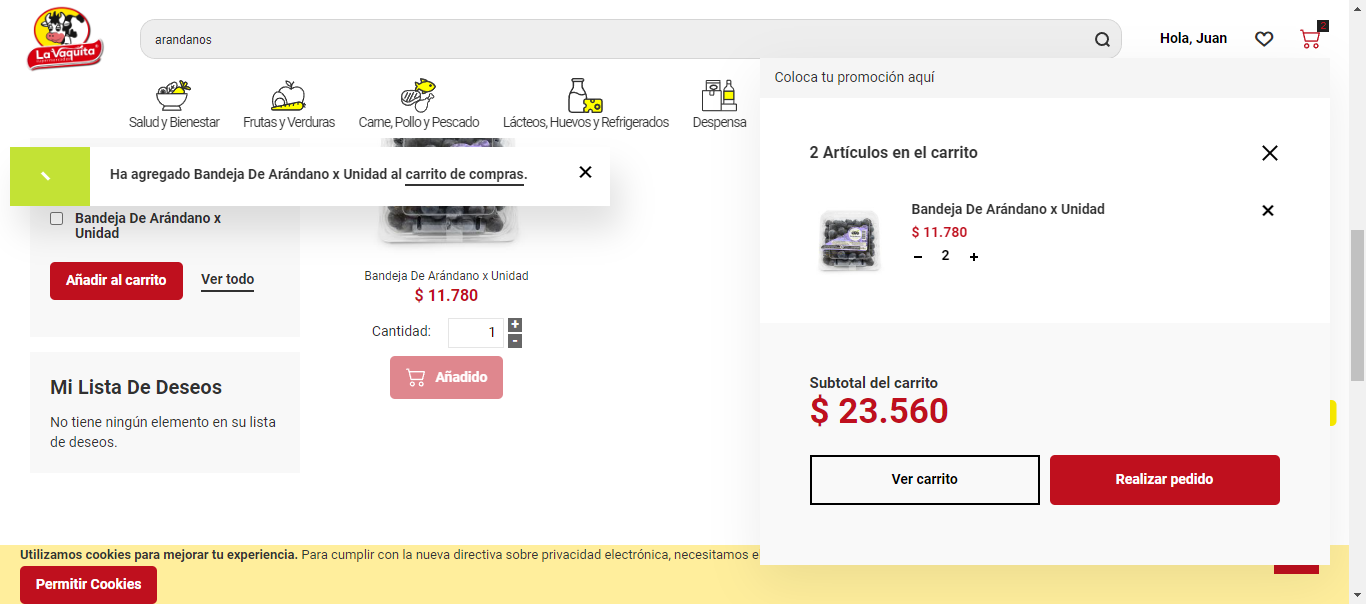 La Vaquita
arandanos
Hola, Juan
2
Salud y Bienestar
Frutas y Verduras
Carne, Pollo y Pescado
Lácteos, Huevos y Refrigerados
Despensa
Coloca tu promoción aquí
2 Artículos en el carrito
Bandeja De Arándano x Unidad
$ 11.780
2
Subtotal del carrito
$ 23.560
Ver carrito
Realizar pedido
Ha agregado Bandeja De Arándano x Unidad al carrito de compras.
Bandeja De Arándano x
Unidad
Añadir al carrito
Ver todo
Mi Lista De Deseos
No tiene ningún elemento en su lista
de deseos.
Bandeja De Arándano x Unidad
$ 11.780
Cantidad:
1
Añadido
Utilizamos cookies para mejorar tu experiencia. Para cumplir con la nueva directiva sobre privacidad electrónica, necesitamos
Permitir Cookies